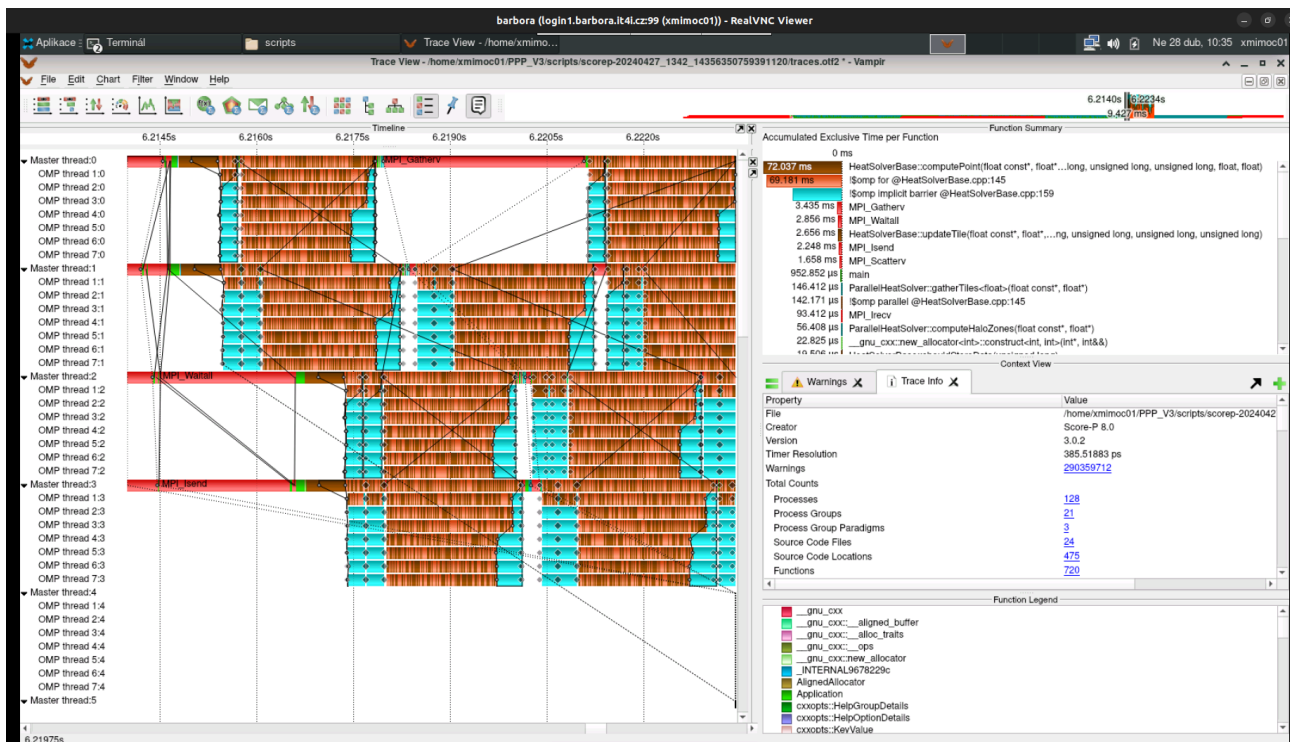 barbora (login1.barbora.it4i.cz:99 (xmimoc01)) - RealVNC Viewer
Aplikace Terminál scripts Trace View - /home/xmimo... Ne 28 dub, 10:35 xmimoc01
Trace View - /home/xmimoc01/PPP_V3/scripts/scorep-20240427_1342_14356350759391120/traces.otf2 * - Vampir
File Edit Chart Filter Window Help
6.2140s 6.2234s
9.427 ms
Timeline
6.2145s 6.2160s 6.2175s 6.2190s 6.2205s 6.2220s
Master thread:0 MPI_Gatherv
OMP thread 1:0
OMP thread 2:0
OMP thread 3:0
OMP thread 4:0
OMP thread 5:0
OMP thread 6:0
OMP thread 7:0
Master thread:1
OMP thread 1:1
OMP thread 2:1
OMP thread 3:1
OMP thread 4:1
OMP thread 5:1
OMP thread 6:1
OMP thread 7:1
Master thread:2 MPI_Waitall
OMP thread 1:2
OMP thread 2:2
OMP thread 3:2
OMP thread 4:2
OMP thread 5:2
OMP thread 6:2
OMP thread 7:2
Master thread:3 MPI_Isend
OMP thread 1:3
OMP thread 2:3
OMP thread 3:3
OMP thread 4:3
OMP thread 5:3
OMP thread 6:3
OMP thread 7:3
Master thread:4
OMP thread 1:4
OMP thread 2:4
OMP thread 3:4
OMP thread 4:4
OMP thread 5:4
OMP thread 6:4
OMP thread 7:4
Master thread:5
6.21975s
Function Summary
Accumulated Exclusive Time per Function
0 ms
72.037 ms HeatSolverBase::computePoint(float const*, float*...long, unsigned long, unsigned long, float, float)
69.181 ms !$omp for @HeatSolverBase.cpp:145
!$omp implicit barrier @HeatSolverBase.cpp:159
3.435 ms MPI_Gatherv
2.856 ms MPI_Waitall
2.656 ms HeatSolverBase::updateTile(float const*, float*,...ng, unsigned long, unsigned long, unsigned long)
2.248 ms MPI_Isend
1.658 ms MPI_Scatterv
952.852 µs main
146.412 µs ParallelHeatSolver::gatherTiles<float>(float const*, float*)
142.171 µs !$omp parallel @HeatSolverBase.cpp:145
93.412 µs MPI_Irecv
56.408 µs ParallelHeatSolver::computeHaloZones(float const*, float*)
22.825 µs __gnu_cxx::new_allocator<int>::construct<int, int>(int*, int&&)
Context View
Warnings Trace Info
Property Value
File /home/xmimoc01/PPP_V3/scripts/scorep-2024042
Creator Score-P 8.0
Version 3.0.2
Timer Resolution 385.51883 ps
Warnings 290359712
Total Counts
Processes 128
Process Groups 21
Process Group Paradigms 3
Source Code Files 24
Source Code Locations 475
Functions 720
Function Legend
__gnu_cxx
__gnu_cxx::__aligned_buffer
__gnu_cxx::__alloc_traits
__gnu_cxx::__ops
__gnu_cxx::new_allocator
_INTERNAL9678229c
AlignedAllocator
Application
cxxopts::HelpGroupDetails
cxxopts::HelpOptionDetails
cxxopts::KeyValue